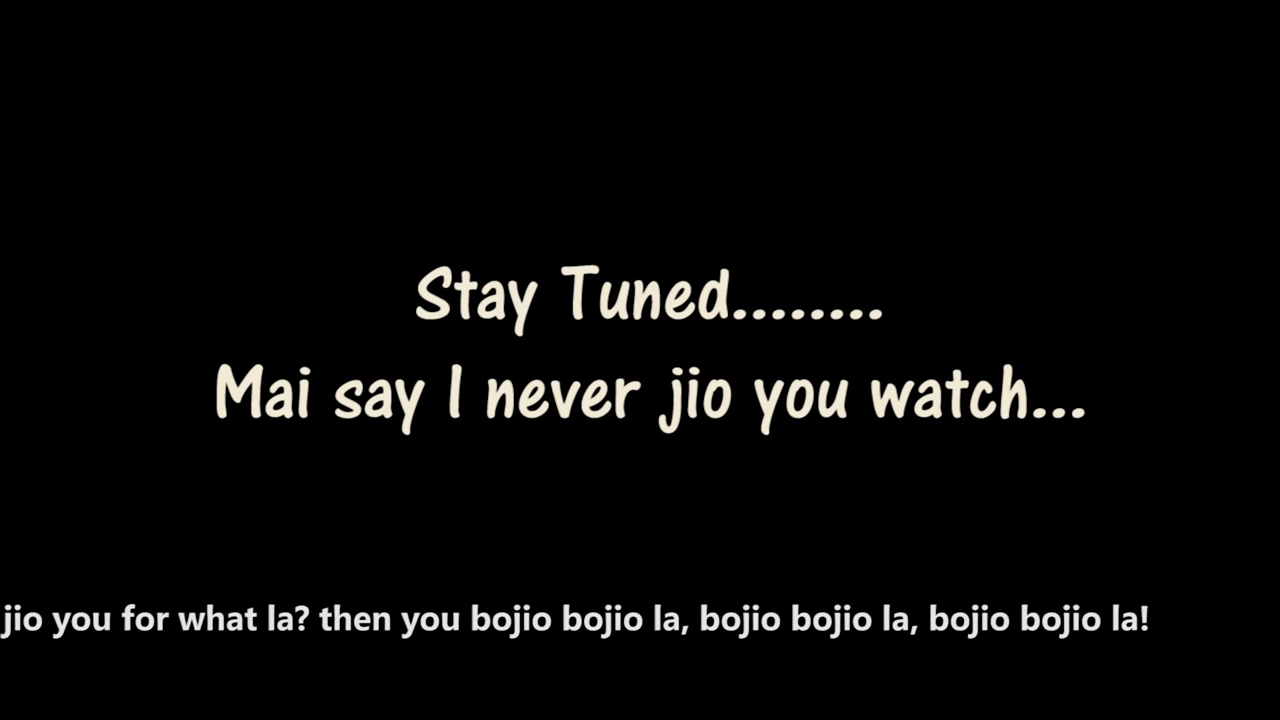 Stay Tuned........
Mai say I never jio you watch...
jio you for what la? then you bojio bojio la, bojio bojio la, bojio bojio la!